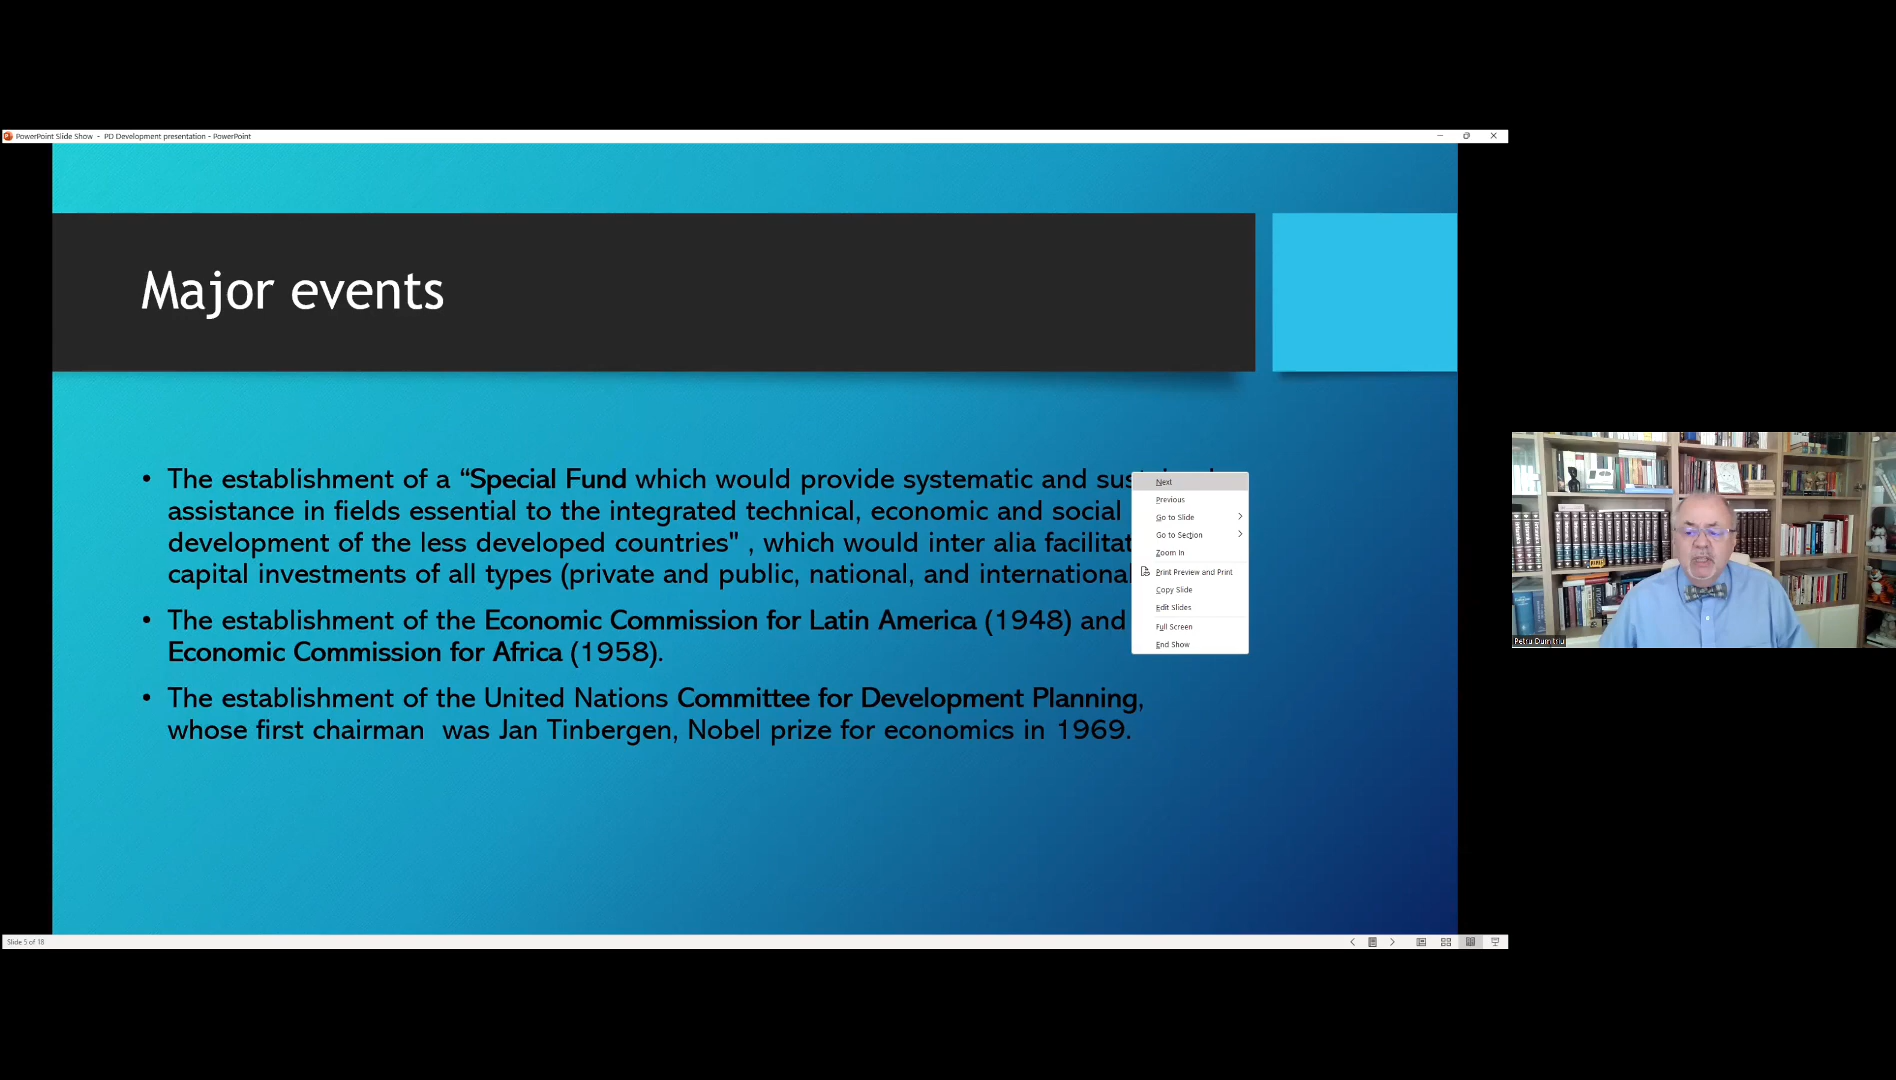 PowerPoint Slide Show - PD Development presentation - PowerPoint
Major events
• The establishment of a “Special Fund which would provide systematic and
assistance in fields essential to the integrated technical, economic and social
development of the less developed countries" , which would inter alia
capital investments of all types (private and public, national, and international
• The establishment of the Economic Commission for Latin America (1948) and
Economic Commission for Africa (1958).
• The establishment of the United Nations Committee for Development Planning,
whose first chairman was Jan Tinbergen, Nobel prize for economics in 1969.
Next
Previous
Go to Slide
Go to Section
Zoom In
Print Preview and Print
Copy Slide
Edit Slides
Full Screen
End Show
Petru Dumitriu
Slide 5 of 18